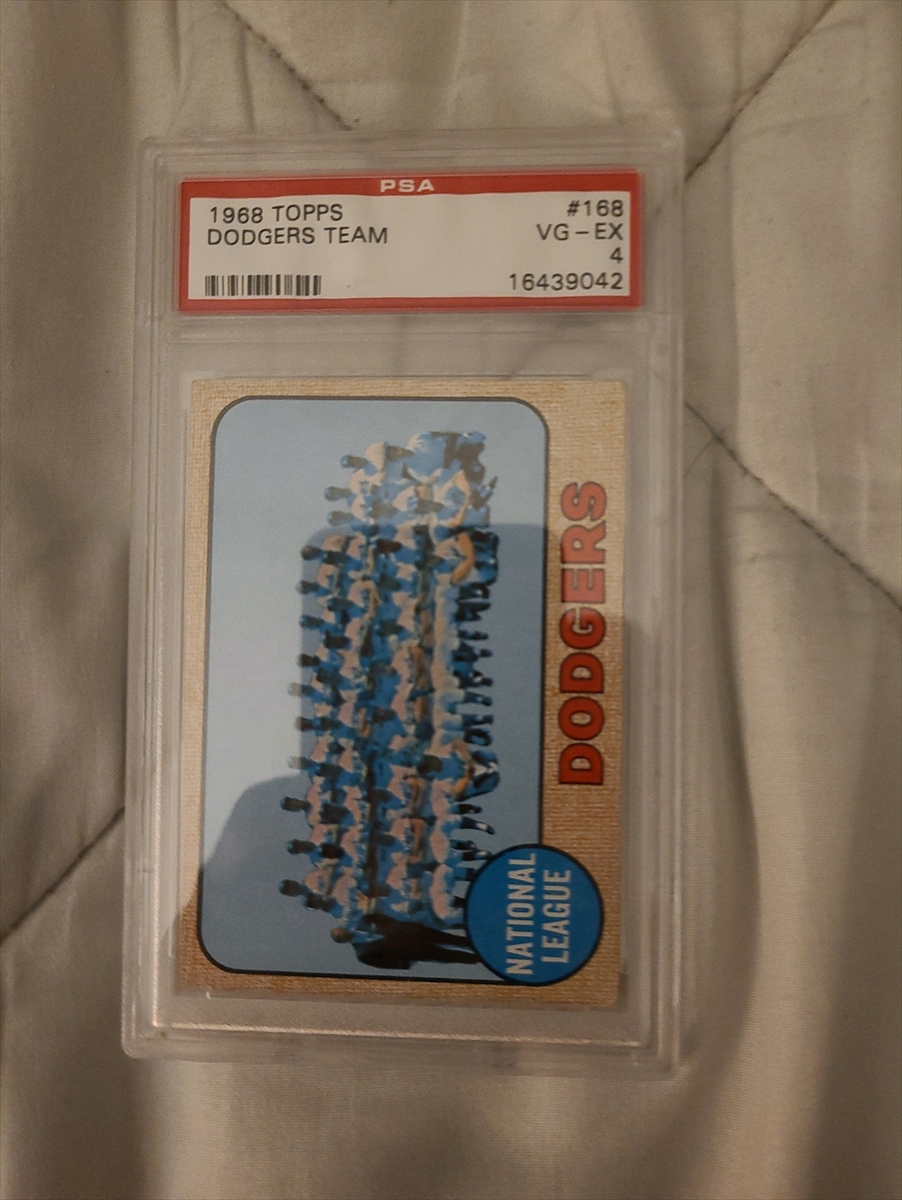 PSA
1968 TOPPS #168
DODGERS TEAM VG-EX
4
16439042
DODGERS
NATIONAL
LEAGUE